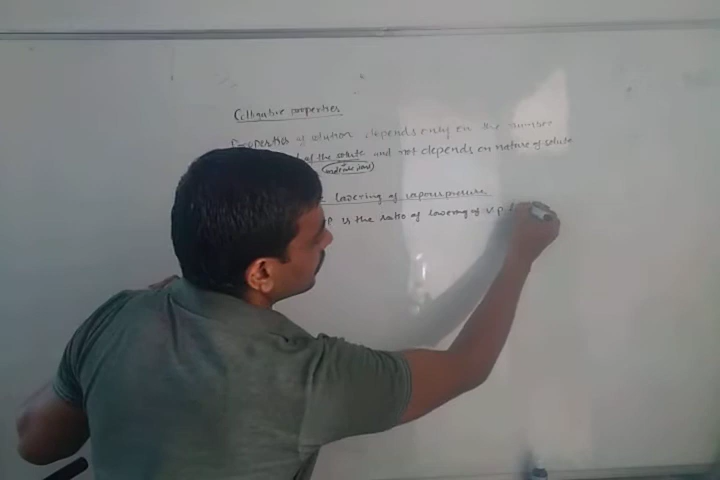 Colligative properties
Properties of solution depends only on the number
of the solute and not depends on nature of solute
lowering of vapour pressure
is the ratio of lowering of v p